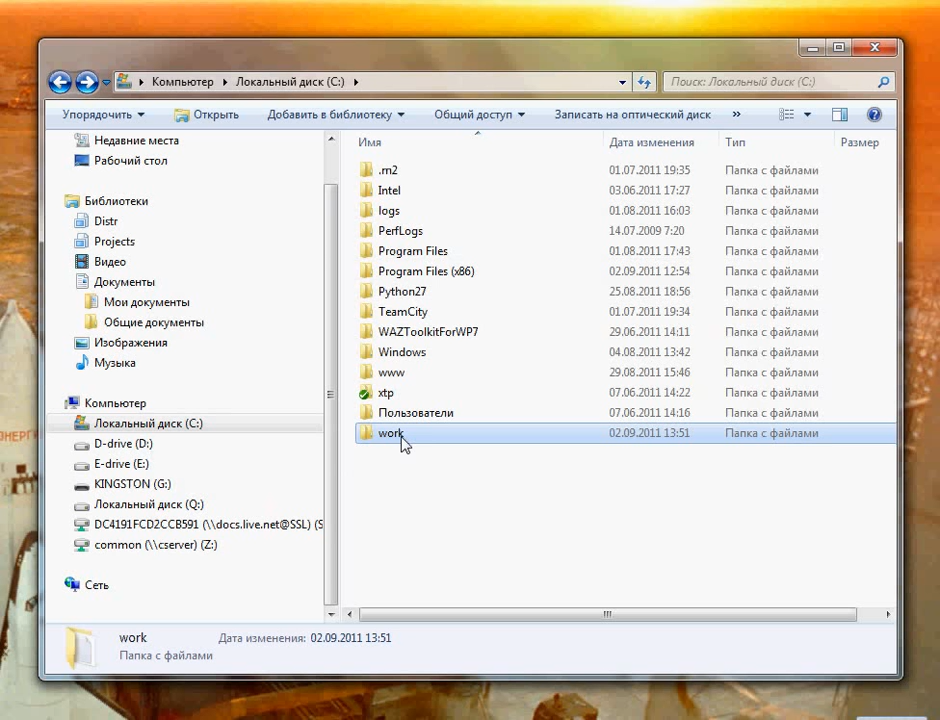 Компьютер Локальный диск (C:) Поиск: Локальный диск (C:)
Упорядочить Открыть Добавить в библиотеку Общий доступ Записать на оптический диск »
Недавние места
Рабочий стол
Библиотеки
Distr
Projects
Видео
Документы
Мои документы
Общие документы
Изображения
Музыка
Компьютер
Локальный диск (C:)
D-drive (D:)
E-drive (E:)
KINGSTON (G:)
Локальный диск (Q:)
DC4191FCD2CCB591 (\\docs.live.net@SSL) (S
common (\\cserver) (Z:)
Сеть
Имя Дата изменения Тип Размер
.rn2 01.07.2011 19:35 Папка с файлами
Intel 03.06.2011 17:27 Папка с файлами
logs 01.08.2011 16:03 Папка с файлами
PerfLogs 14.07.2009 7:20 Папка с файлами
Program Files 01.08.2011 17:43 Папка с файлами
Program Files (x86) 02.09.2011 12:54 Папка с файлами
Python27 25.08.2011 18:56 Папка с файлами
TeamCity 01.07.2011 19:34 Папка с файлами
WAZToolkitForWP7 29.06.2011 14:11 Папка с файлами
Windows 04.08.2011 13:42 Папка с файлами
www 29.08.2011 15:46 Папка с файлами
xtp 07.06.2011 14:22 Папка с файлами
Пользователи 07.06.2011 14:16 Папка с файлами
work 02.09.2011 13:51 Папка с файлами
work Дата изменения: 02.09.2011 13:51
Папка с файлами